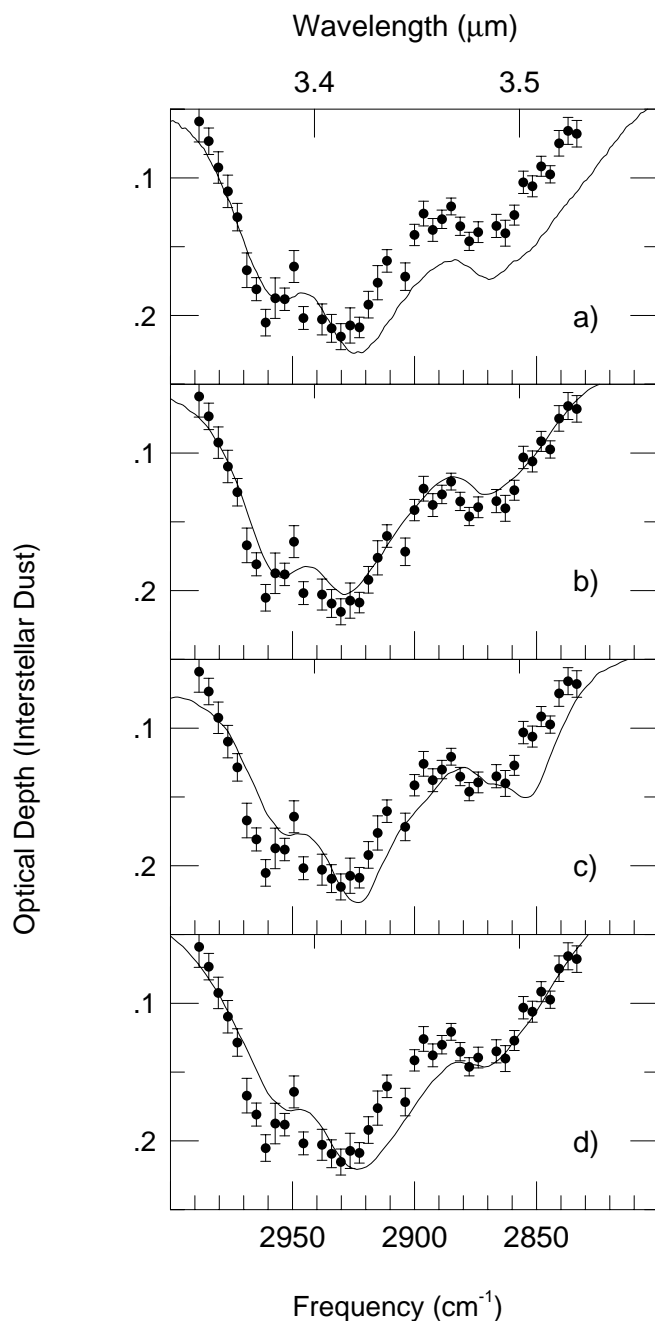 Wavelength (μm)
3.4 3.5
.1
.2
a)
.1
.2
b)
.1
.2
c)
.1
.2
d)
2950 2900 2850
Frequency (cm⁻¹)
Optical Depth (Interstellar Dust)